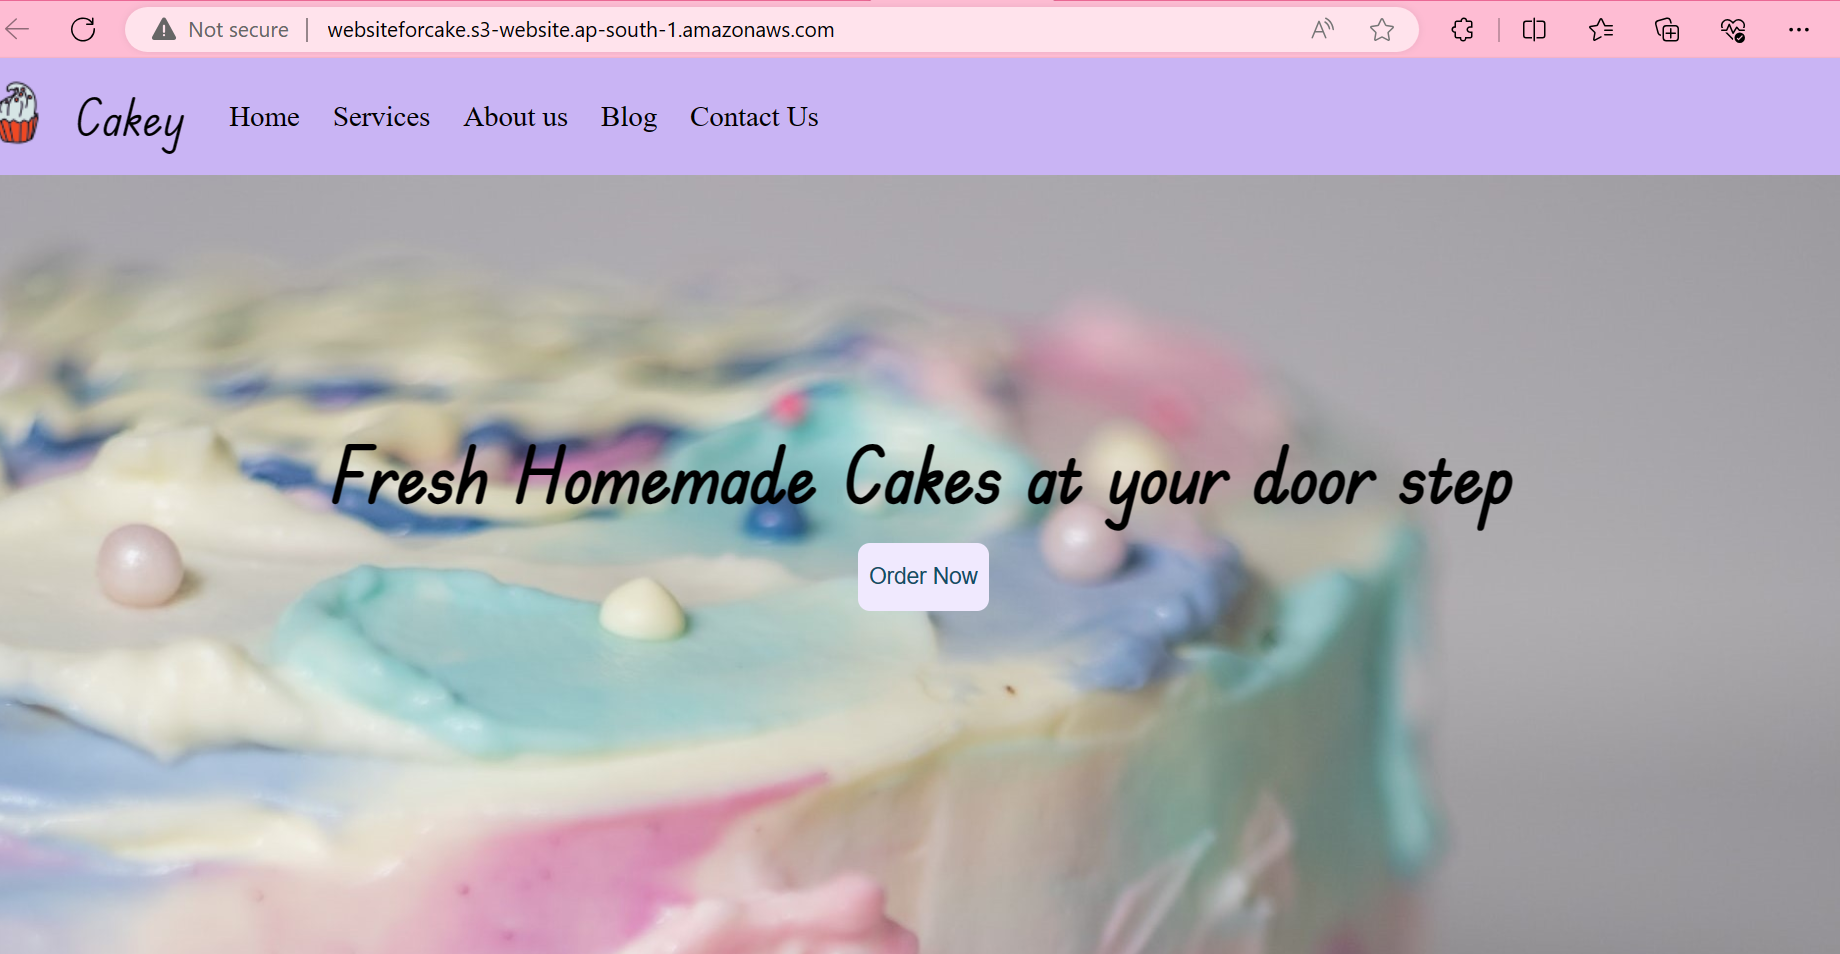 Not secure websiteforcake.s3-website.ap-south-1.amazonaws.com
Cakey Home Services About us Blog Contact Us
Fresh Homemade Cakes at your door step
Order Now